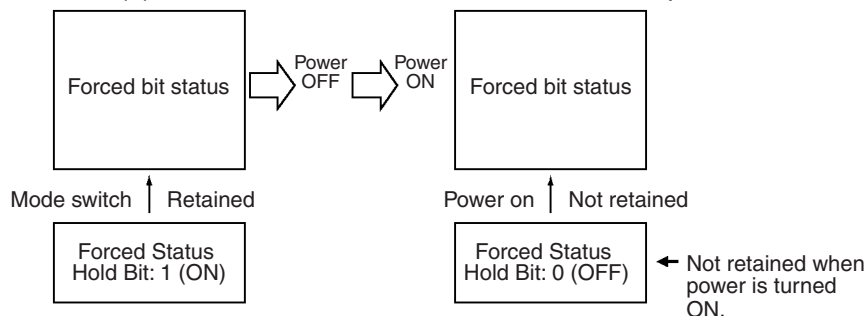 Forced bit status
Power
OFF
Power
ON
Forced bit status
Mode switch
Retained
Power on
Not retained
Forced Status
Hold Bit: 1 (ON)
Forced Status
Hold Bit: 0 (OFF)
Not retained when
power is turned
ON.